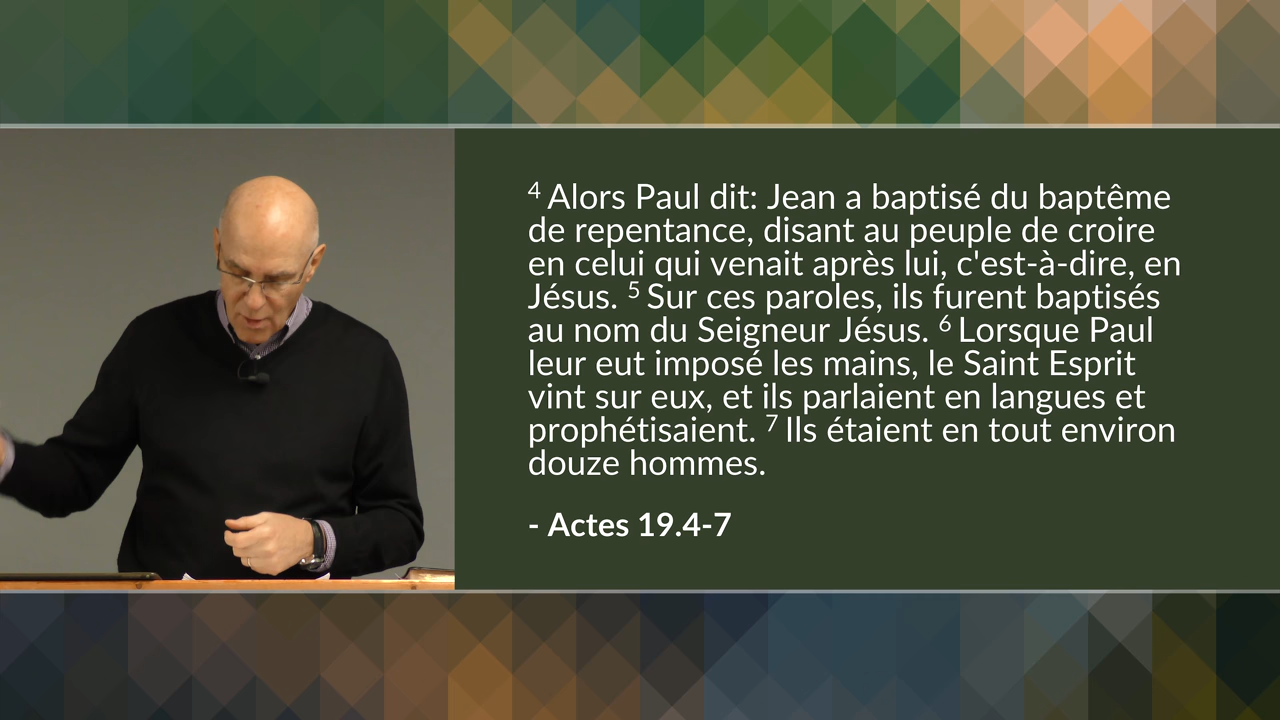 4 Alors Paul dit: Jean a baptisé du baptême
de repentance, disant au peuple de croire
en celui qui venait après lui, c'est-à-dire, en
Jésus. 5 Sur ces paroles, ils furent baptisés
au nom du Seigneur Jésus. 6 Lorsque Paul
leur eut imposé les mains, le Saint Esprit
vint sur eux, et ils parlaient en langues et
prophétisaient. 7 Ils étaient en tout environ
douze hommes.
- Actes 19.4-7